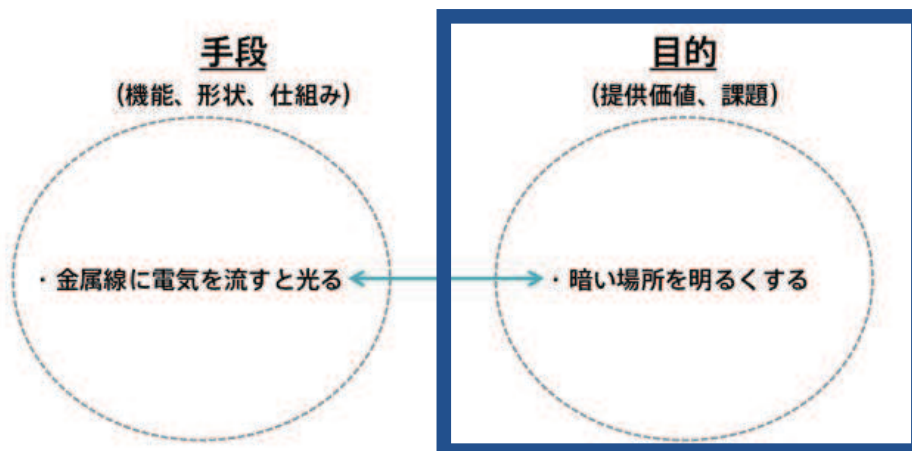 手段
(機能、形状、仕組み)
・金属線に電気を流すと光る
目的
(提供価値、課題)
・暗い場所を明るくする